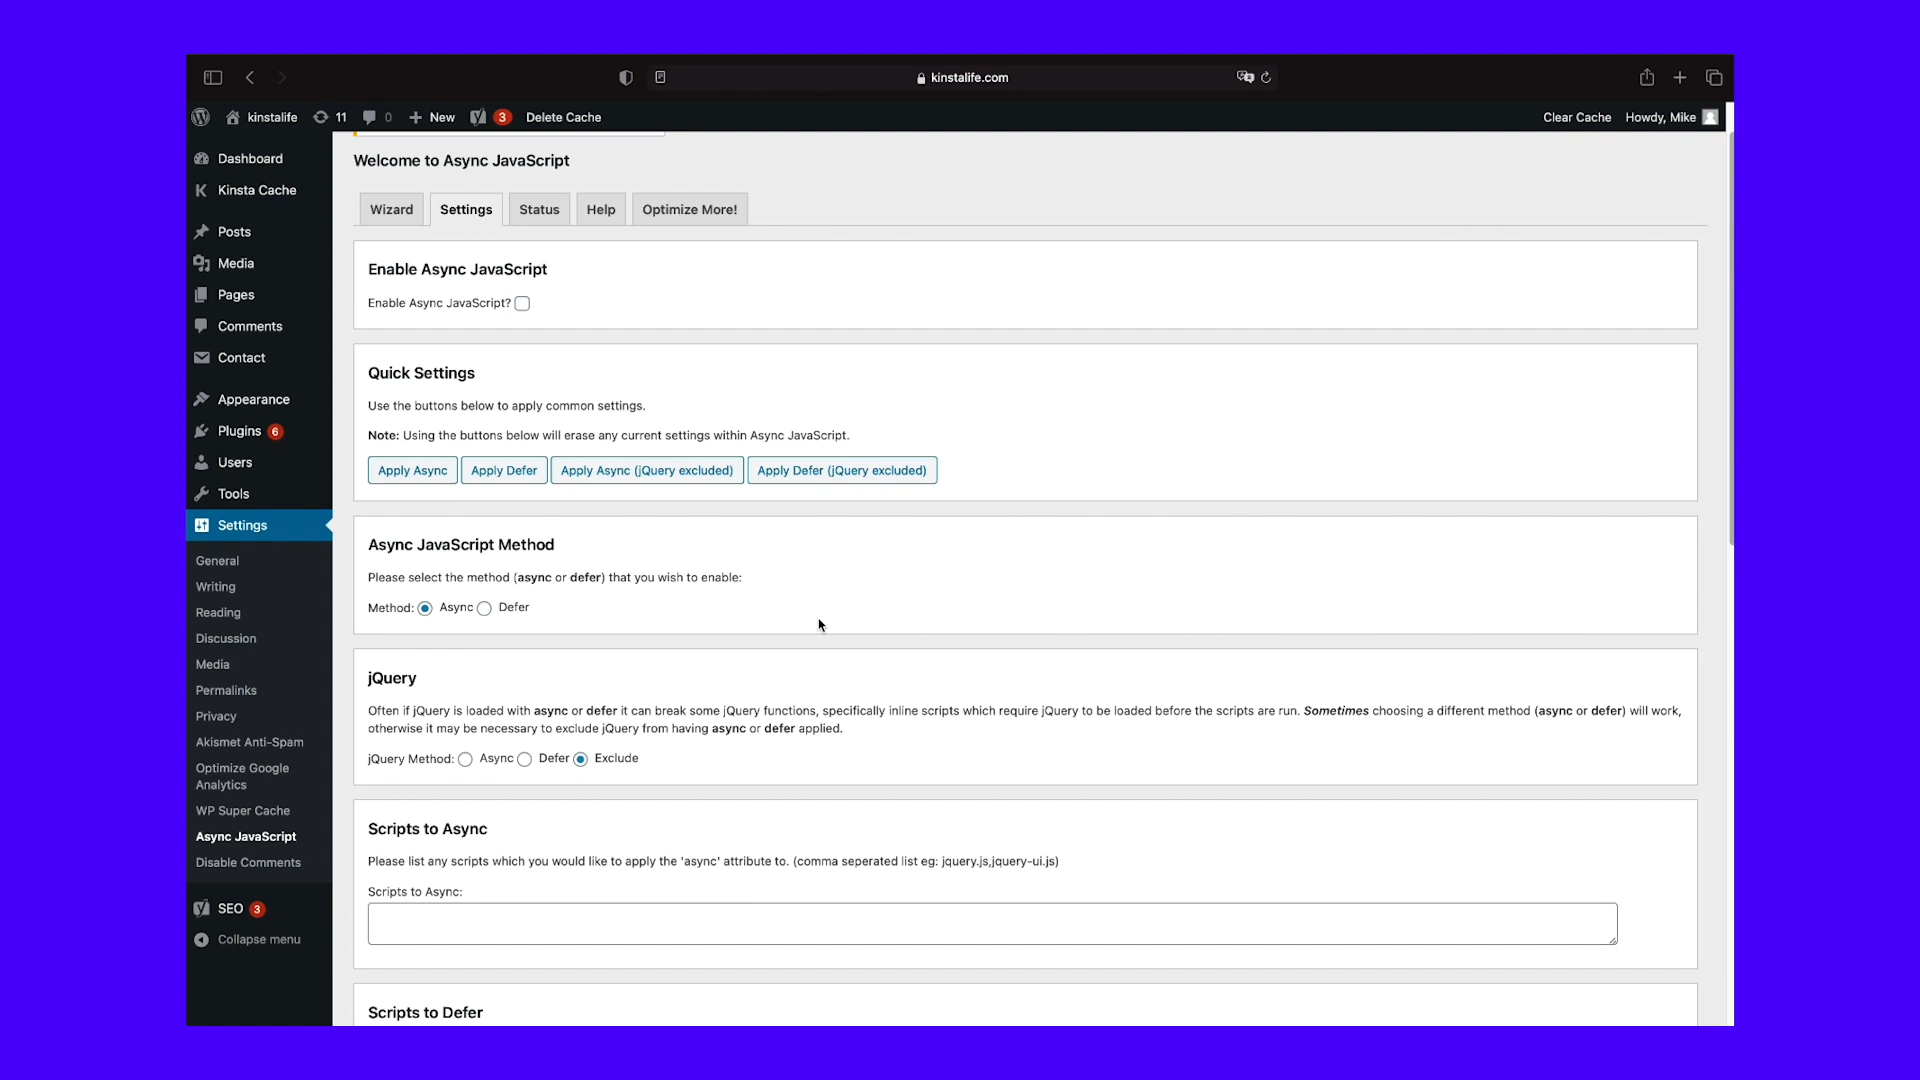 kinstalife.com
kinstalife 11 0 New 3 Delete Cache Clear Cache Howdy, Mike
Dashboard
Kinsta Cache
Posts
Media
Pages
Comments
Contact
Appearance
Plugins 6
Users
Tools
Settings
General
Writing
Reading
Discussion
Media
Permalinks
Privacy
Akismet Anti-Spam
Optimize Google
Analytics
WP Super Cache
Async JavaScript
Disable Comments
SEO 3
Collapse menu
Welcome to Async JavaScript
Wizard Settings Status Help Optimize More!
Enable Async JavaScript
Enable Async JavaScript?
Quick Settings
Use the buttons below to apply common settings.
Note: Using the buttons below will erase any current settings within Async JavaScript.
Apply Async Apply Defer Apply Async (jQuery excluded) Apply Defer (jQuery excluded)
Async JavaScript Method
Please select the method (async or defer) that you wish to enable:
Method: Async Defer
jQuery
Often if jQuery is loaded with async or defer it can break some jQuery functions, specifically inline scripts which require jQuery to be loaded before the scripts are run. Sometimes choosing a different method (async or defer) will work,
otherwise it may be necessary to exclude jQuery from having async or defer applied.
jQuery Method: Async Defer Exclude
Scripts to Async
Please list any scripts which you would like to apply the 'async' attribute to. (comma seperated list eg: jquery.js,jquery-ui.js)
Scripts to Async:
Scripts to Defer